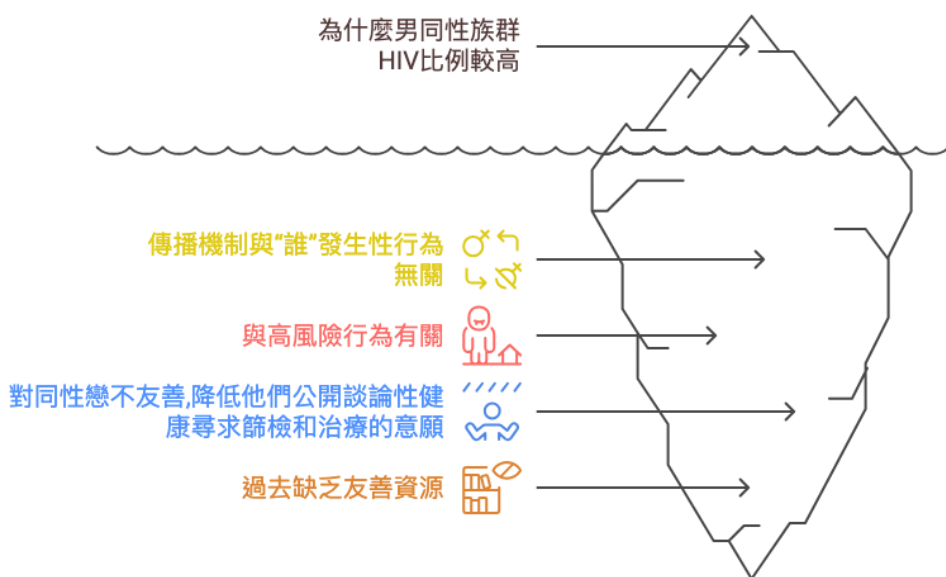 為什麼男同性族群
HIV比例較高
傳播機制與"誰"發生性行為
無關
與高風險行為有關
對同性戀不友善,降低他們公開談論性健
康尋求篩檢和治療的意願
過去缺乏友善資源